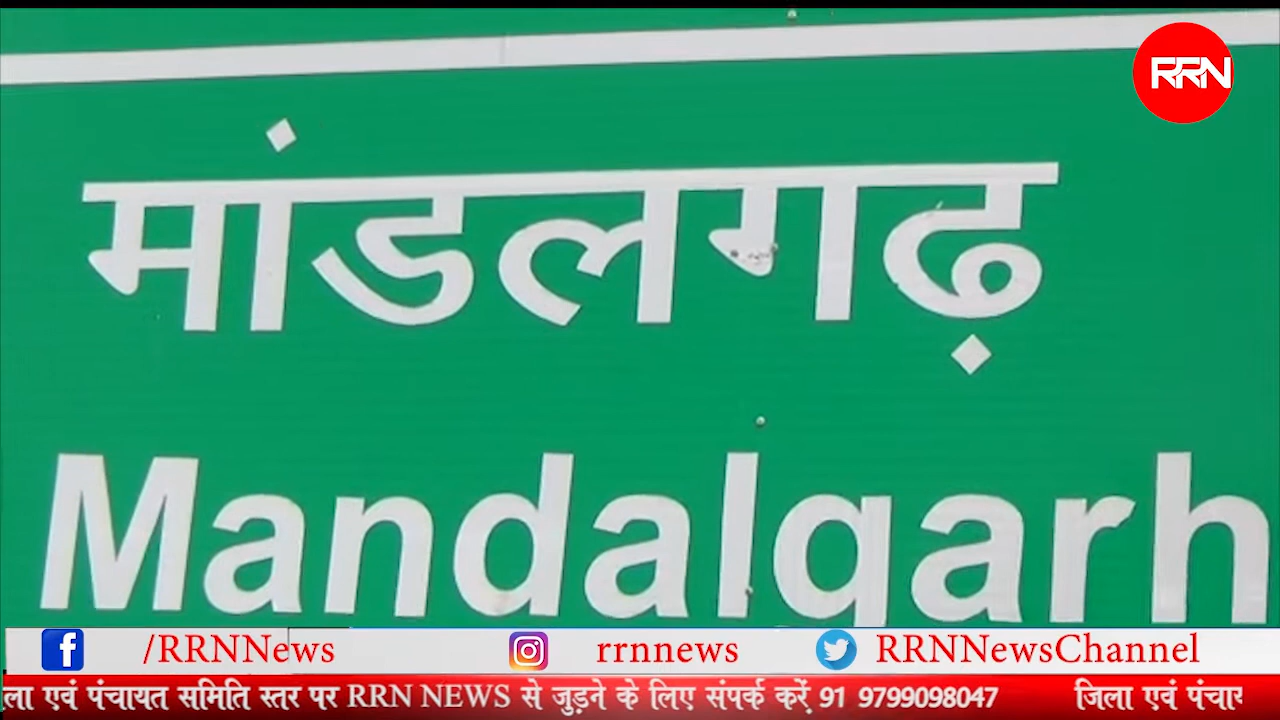 RRN
मांडलगढ़
Mandalgarh
/RRNNews rrnnews RRNNewsChannel
ला एवं पंचायत समिति स्तर पर RRN NEWS से जुड़ने के लिए संपर्क करें 91 9799098047 जिला एवं पंचाय